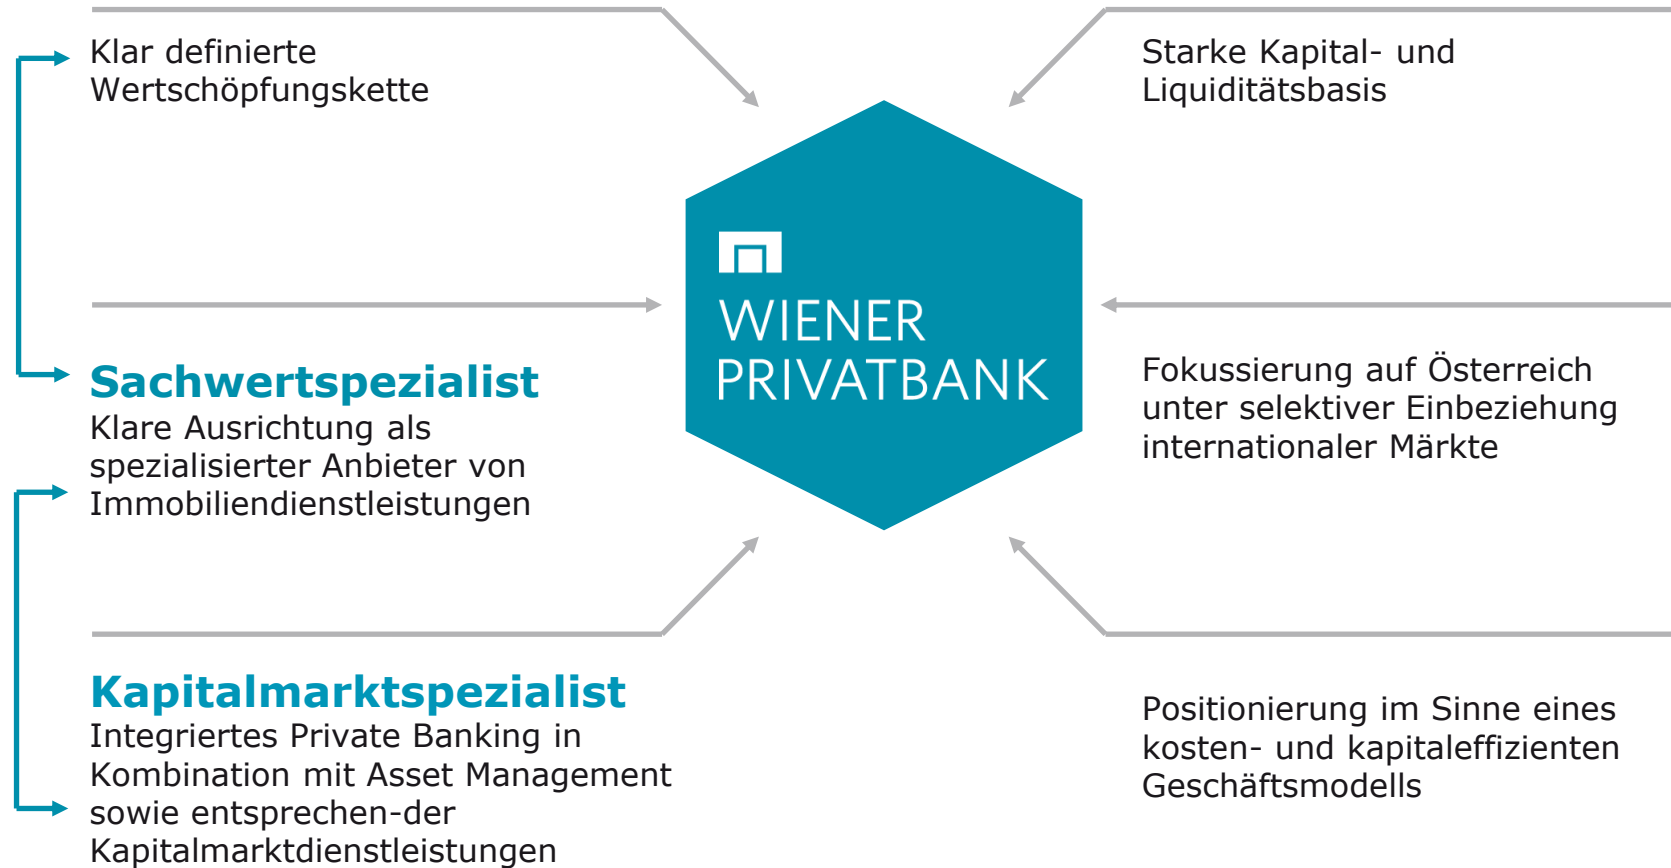 Klar definierte
Wertschöpfungskette
Sachwertspezialist
Klare Ausrichtung als
spezialisierter Anbieter von
Immobiliendienstleistungen
Kapitalmarktspezialist
Integriertes Private Banking in
Kombination mit Asset Management
sowie entsprechen-der
Kapitalmarktdienstleistungen
WIENER
PRIVATBANK
Starke Kapital- und
Liquiditätsbasis
Fokussierung auf Österreich
unter selektiver Einbeziehung
internationaler Märkte
Positionierung im Sinne eines
kosten- und kapitaleffizienten
Geschäftsmodells